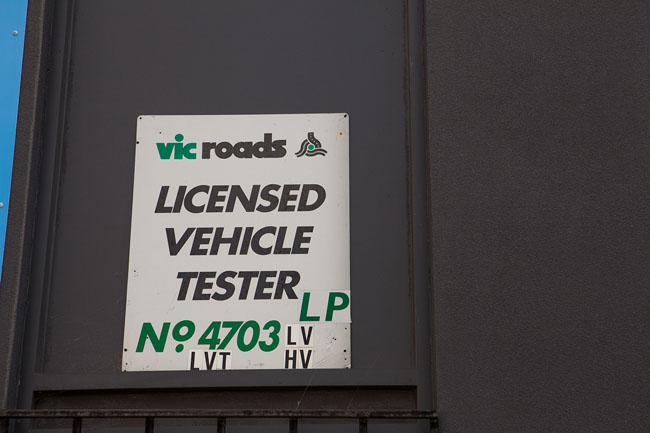 vic roads
LICENSED
VEHICLE
TESTER
LP
Nº 4703 LV
LVT HV